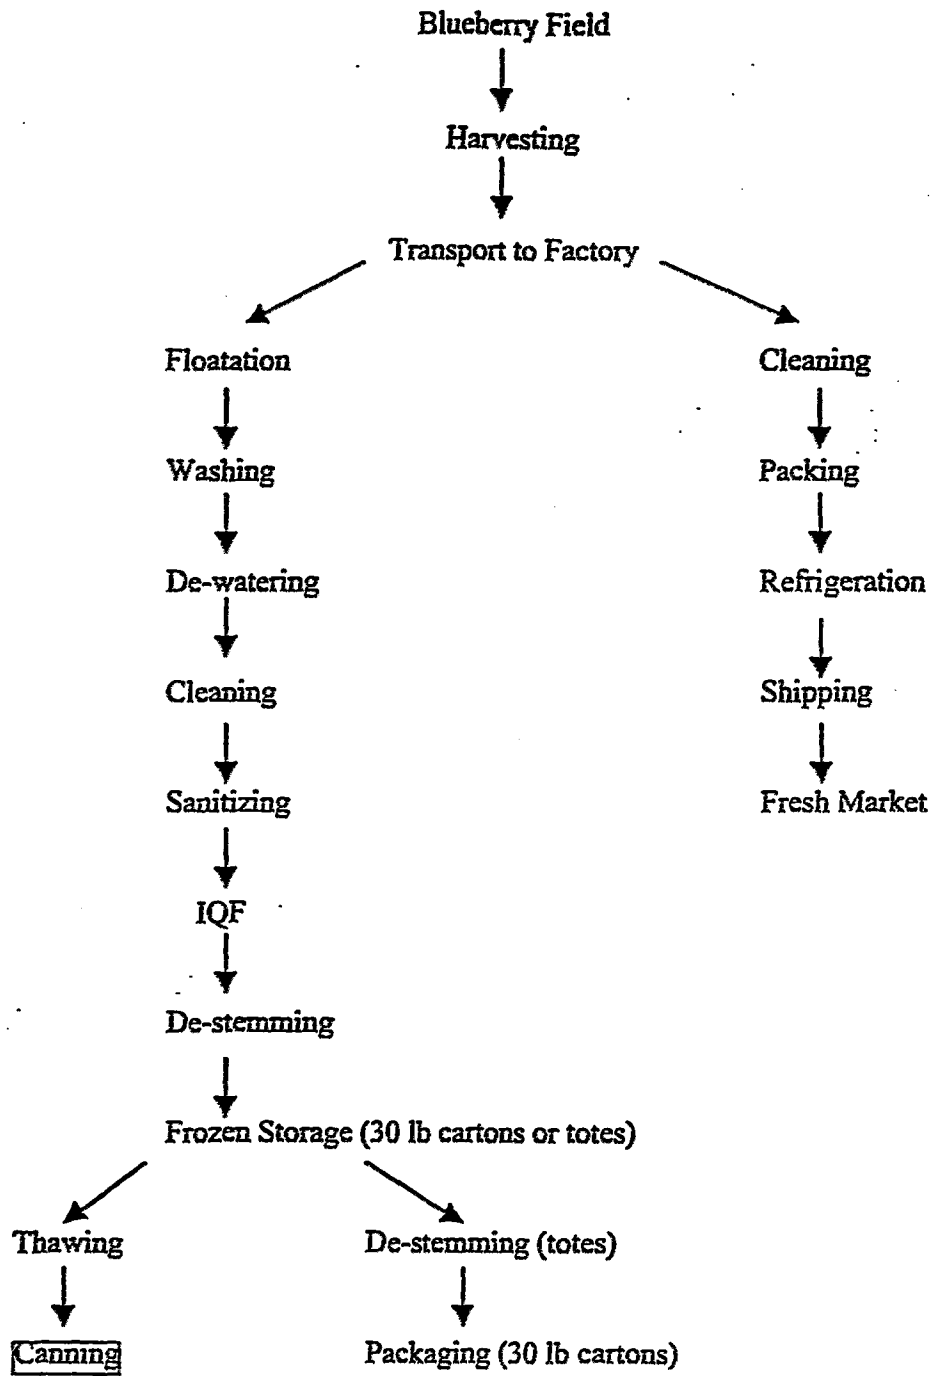 Blueberry Field
Harvesting
Transport to Factory
Floatation
Cleaning
Washing
Packing
De-watering
Refrigeration
Cleaning
Shipping
Sanitizing
Fresh Market
IQF
De-stemming
Frozen Storage (30 lb cartons or totes)
Thawing
De-stemming (totes)
Canning
Packaging (30 lb cartons)